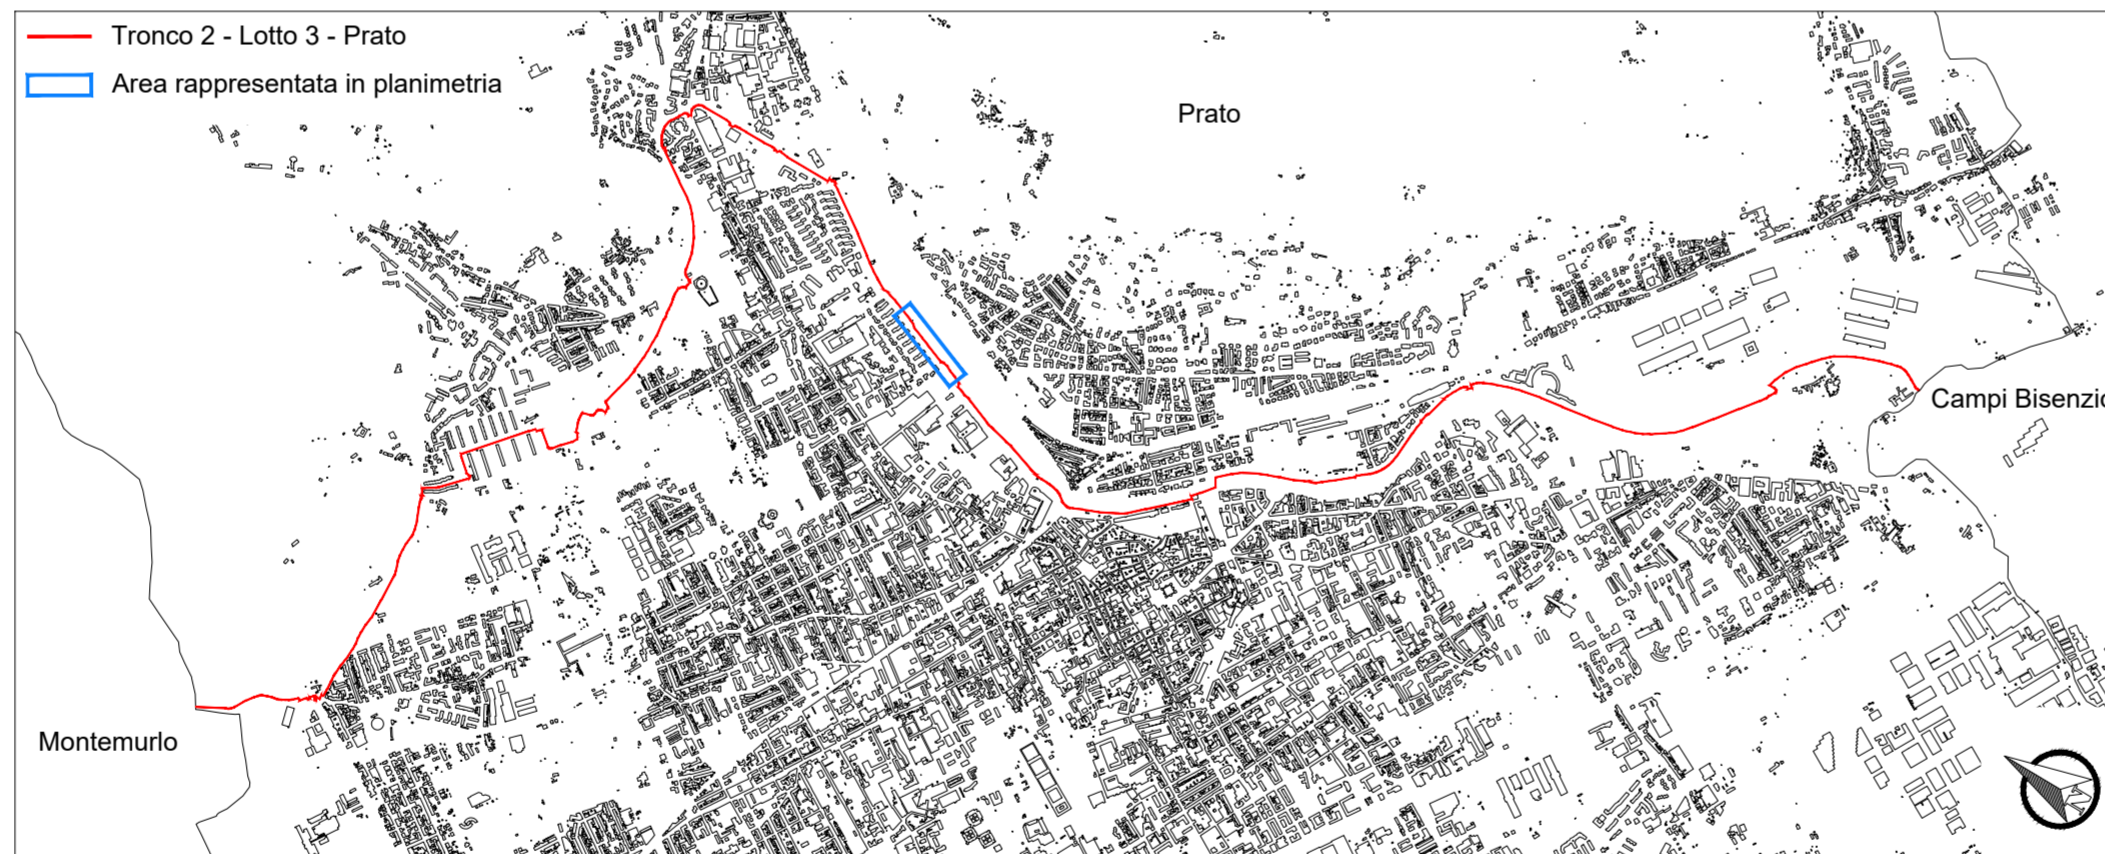 Tronco 2 - Lotto 3 - Prato
Area rappresentata in planimetria
Prato
Campi Bisenzio
Montemurlo